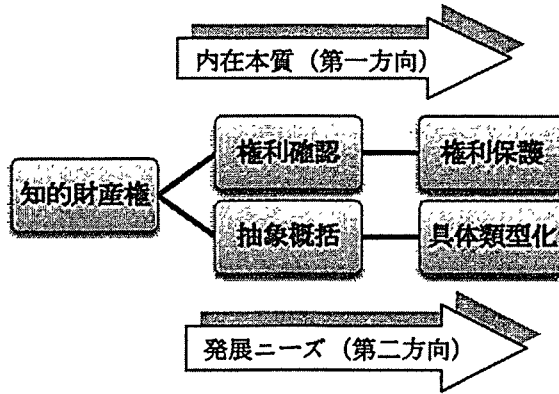 内在本質（第一方向）
権利確認
権利保護
知的財産権
抽象概括
具体類型化
発展ニーズ（第二方向）